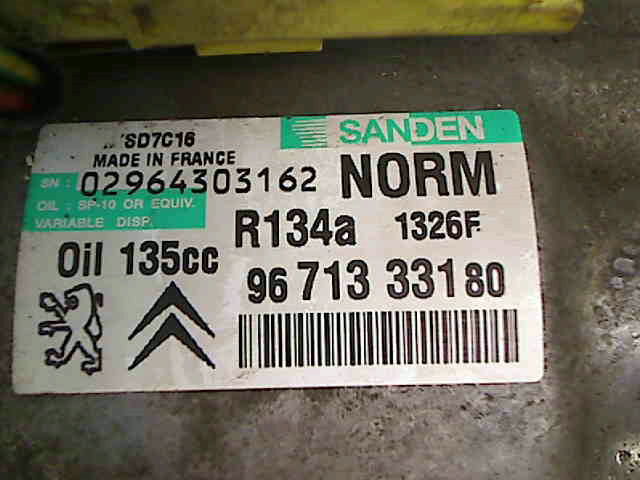 SD7C16
SANDEN
MADE IN FRANCE
SN : 02964303162
NORM
OIL : SP-10 OR EQUIV.
VARIABLE DISP.
R134a 1326F
Oil 135cc
96 713 331 80